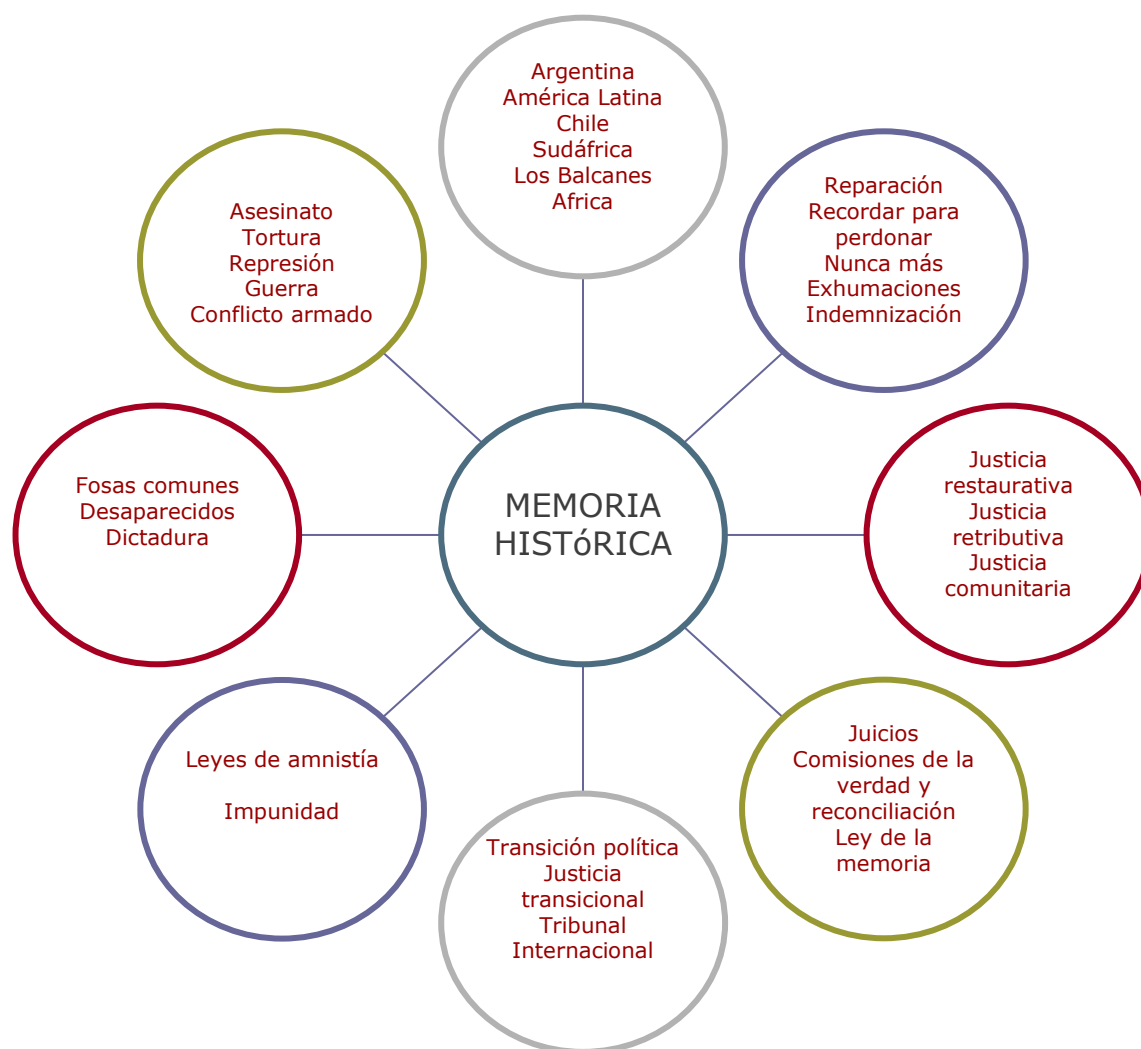 Argentina
América Latina
Chile
Sudáfrica
Los Balcanes
Africa
Reparación
Recordar para
perdonar
Nunca más
Exhumaciones
Indemnización
Justicia
restaurativa
Justicia
retributiva
Justicia
comunitaria
Juicios
Comisiones de la
verdad y
reconciliación
Ley de la
memoria
Transición política
Justicia
transicional
Tribunal
Internacional
Leyes de amnistía
Impunidad
Fosas comunes
Desaparecidos
Dictadura
Asesinato
Tortura
Represión
Guerra
Conflicto armado
MEMORIA
HISTóRICA